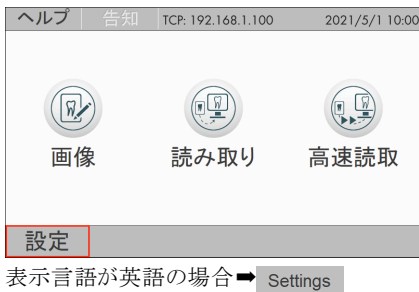 ヘルプ 告知 TCP: 192.168.1.100 2021/5/1 10:00
画像 読み取り 高速読取
設定
表示言語が英語の場合➡ Settings